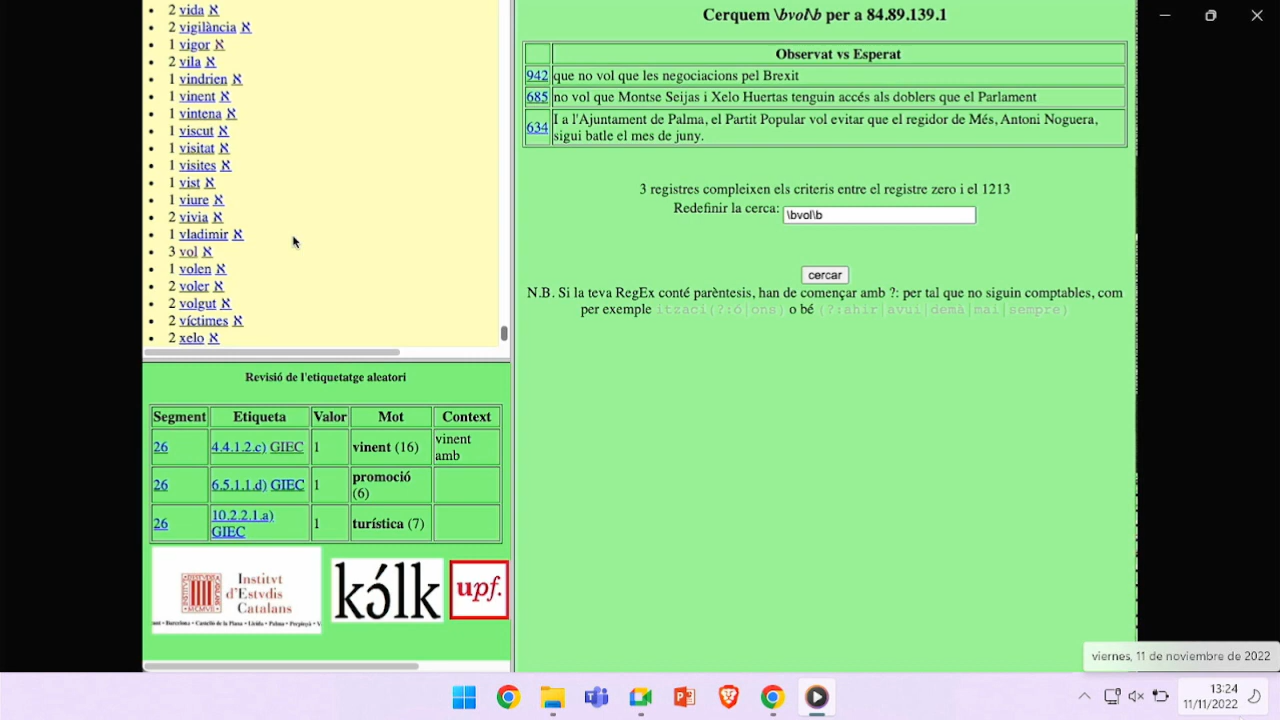 2 vida א
2 vigilància א
1 vigor א
2 vila א
1 vindrien א
1 vinent א
1 vintena א
1 viscut א
1 visitat א
1 visites א
1 vist א
1 viure א
2 vivia א
1 vladimir א
3 vol א
1 volen א
2 voler א
2 volgut א
2 víctimes א
2 xelo א
Revisió de l'etiquetatge aleatori
Segment Etiqueta Valor Mot Context
26 4.4.1.2.c) GIEC 1 vinent (16) vinent
amb
26 6.5.1.1.d) GIEC 1 promoció
(6)
26 10.2.2.1.a)
GIEC 1 turística (7)
Institvt
d'Estvdis
Catalans
kɔ́lk
upf.
Cerquem \bvol\b per a 84.89.139.1
Observat vs Esperat
942 que no vol que les negociacions pel Brexit
685 no vol que Montse Seijas i Xelo Huertas tenguin accés als doblers que el Parlament
634 I a l'Ajuntament de Palma, el Partit Popular vol evitar que el regidor de Més, Antoni Noguera,
sigui batle el mes de juny.
3 registres compleixen els criteris entre el registre zero i el 1213
Redefinir la cerca: \bvol\b
cercar
N.B. Si la teva RegEx conté parèntesis, han de començar amb ?: per tal que no siguin comptables, com
per exemple itzaci(?:ó|ons) o bé (?:ahir|avui|demà|mai|sempre)
viernes, 11 de noviembre de 2022
13:24
11/11/2022